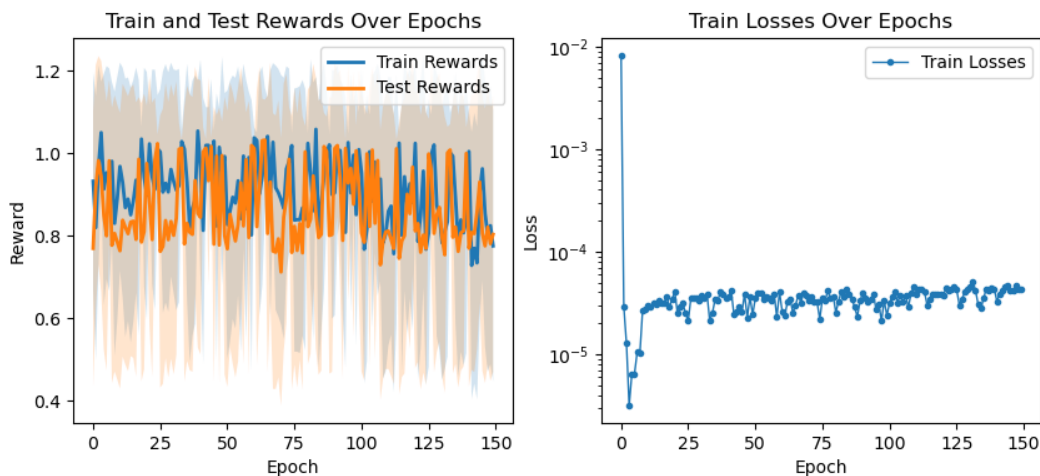 Train and Test Rewards Over Epochs
Train Rewards
Test Rewards
Reward
1.2
1.0
0.8
0.6
0.4
0 25 50 75 100 125 150
Epoch
Train Losses Over Epochs
Train Losses
Loss
10⁻²
10⁻³
10⁻⁴
10⁻⁵
0 25 50 75 100 125 150
Epoch